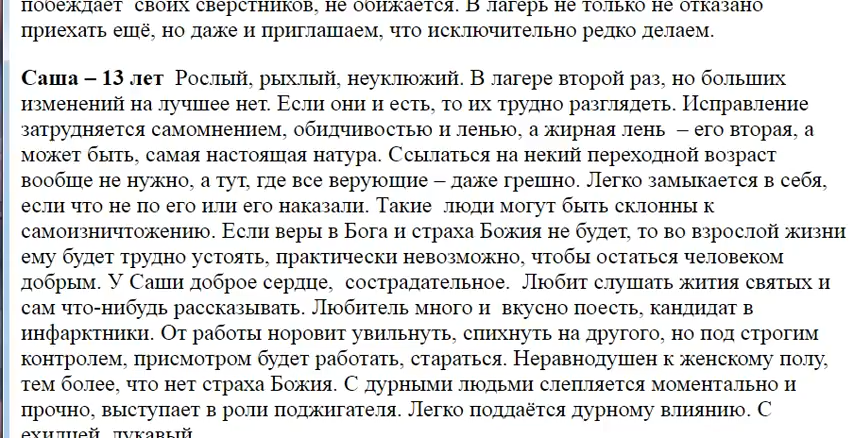 побеждает своих сверстников, не обижается. В лагерь не только не отказано
приехать ещё, но даже и приглашаем, что исключительно редко делаем.
Саша – 13 лет Рослый, рыхлый, неуклюжий. В лагере второй раз, но больших
изменений на лучшее нет. Если они и есть, то их трудно разглядеть. Исправление
затрудняется самомнением, обидчивостью и ленью, а жирная лень – его вторая, а
может быть, самая настоящая натура. Ссылаться на некий переходной возраст
вообще не нужно, а тут, где все верующие – даже грешно. Легко замыкается в себя,
если что не по его или его наказали. Такие люди могут быть склонны к
самоизничтожению. Если веры в Бога и страха Божия не будет, то во взрослой жизни
ему будет трудно устоять, практически невозможно, чтобы остаться человеком
добрым. У Саши доброе сердце, сострадательное. Любит слушать жития святых и
сам что-нибудь рассказывать. Любитель много и вкусно поесть, кандидат в
инфарктники. От работы норовит увильнуть, спихнуть на другого, но под строгим
контролем, присмотром будет работать, стараться. Неравнодушен к женскому полу,
тем более, что нет страха Божия. С дурными людьми слепляется моментально и
прочно, выступает в роли поджигателя. Легко поддаётся дурному влиянию. С
ехидцей, лукавый